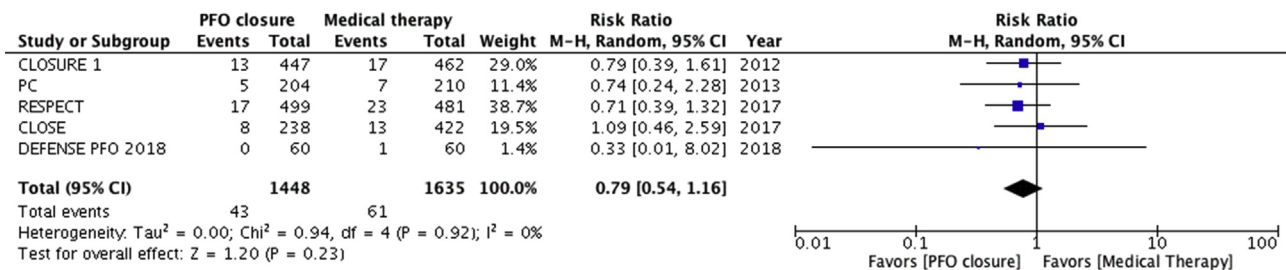 PFO closure Medical therapy Risk Ratio Risk Ratio
Study or Subgroup Events Total Events Total Weight M-H, Random, 95% CI Year M-H, Random, 95% CI
CLOSURE 1 13 447 17 462 29.0% 0.79 [0.39, 1.61] 2012
PC 5 204 7 210 11.4% 0.74 [0.24, 2.28] 2013
RESPECT 17 499 23 481 38.7% 0.71 [0.39, 1.32] 2017
CLOSE 8 238 13 422 19.5% 1.09 [0.46, 2.59] 2017
DEFENSE PFO 2018 0 60 1 60 1.4% 0.33 [0.01, 8.02] 2018
Total (95% CI) 1448 1635 100.0% 0.79 [0.54, 1.16]
Total events 43 61
Heterogeneity: Tau² = 0.00; Chi² = 0.94, df = 4 (P = 0.92); I² = 0%
Test for overall effect: Z = 1.20 (P = 0.23)
0.01 0.1 1 10 100
Favors [PFO closure] Favors [Medical Therapy]